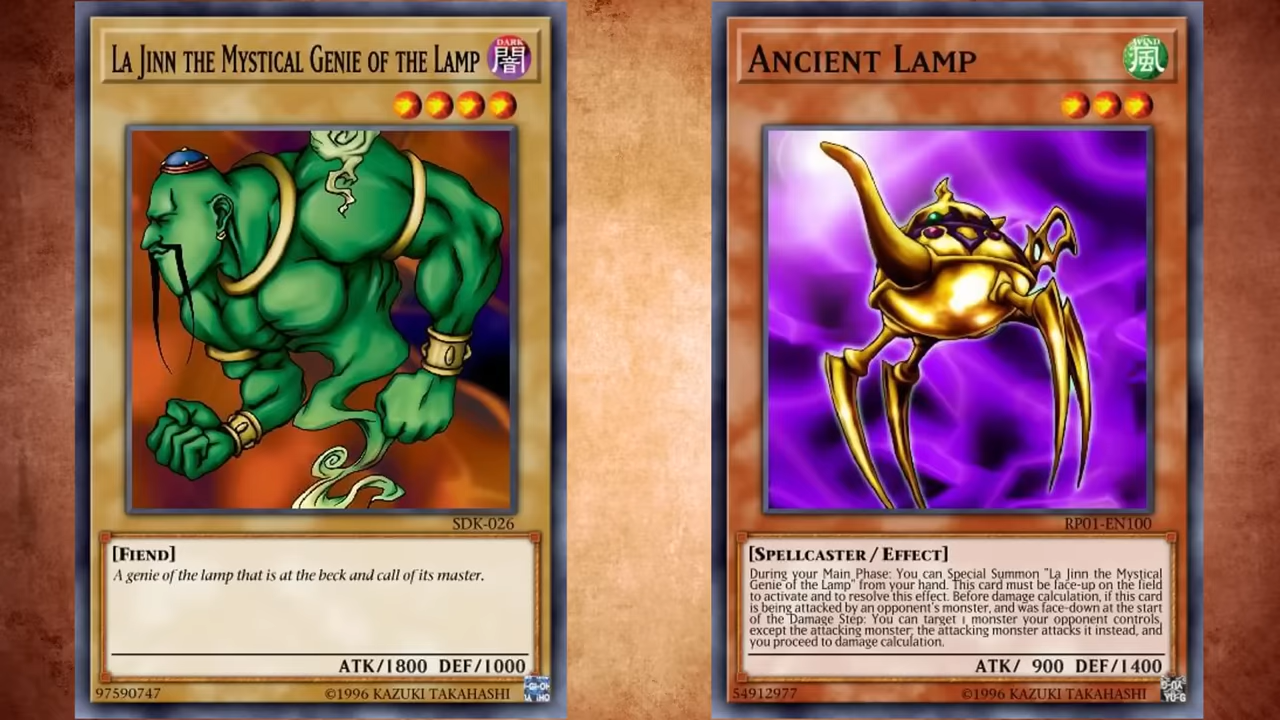 La Jinn the Mystical Genie of the Lamp
DARK
闇
SDK-026
[Fiend]
A genie of the lamp that is at the beck and call of its master.
ATK/1800 DEF/1000
97590747
©1996 KAZUKI TAKAHASHI
Ancient Lamp
WIND
風
RP01-EN100
[Spellcaster / Effect]
During your Main Phase: You can Special Summon "La Jinn the Mystical
Genie of the Lamp" from your hand. This card must be face-up on the field
to activate and to resolve this effect. Before damage calculation, if this card
is being attacked by an opponent's monster, and was face-down at the start
of the Damage Step: You can target 1 monster your opponent controls,
except the attacking monster; the attacking monster attacks it instead, and
you proceed to damage calculation.
ATK/ 900 DEF/1400
54912977
©1996 KAZUKI TAKAHASHI